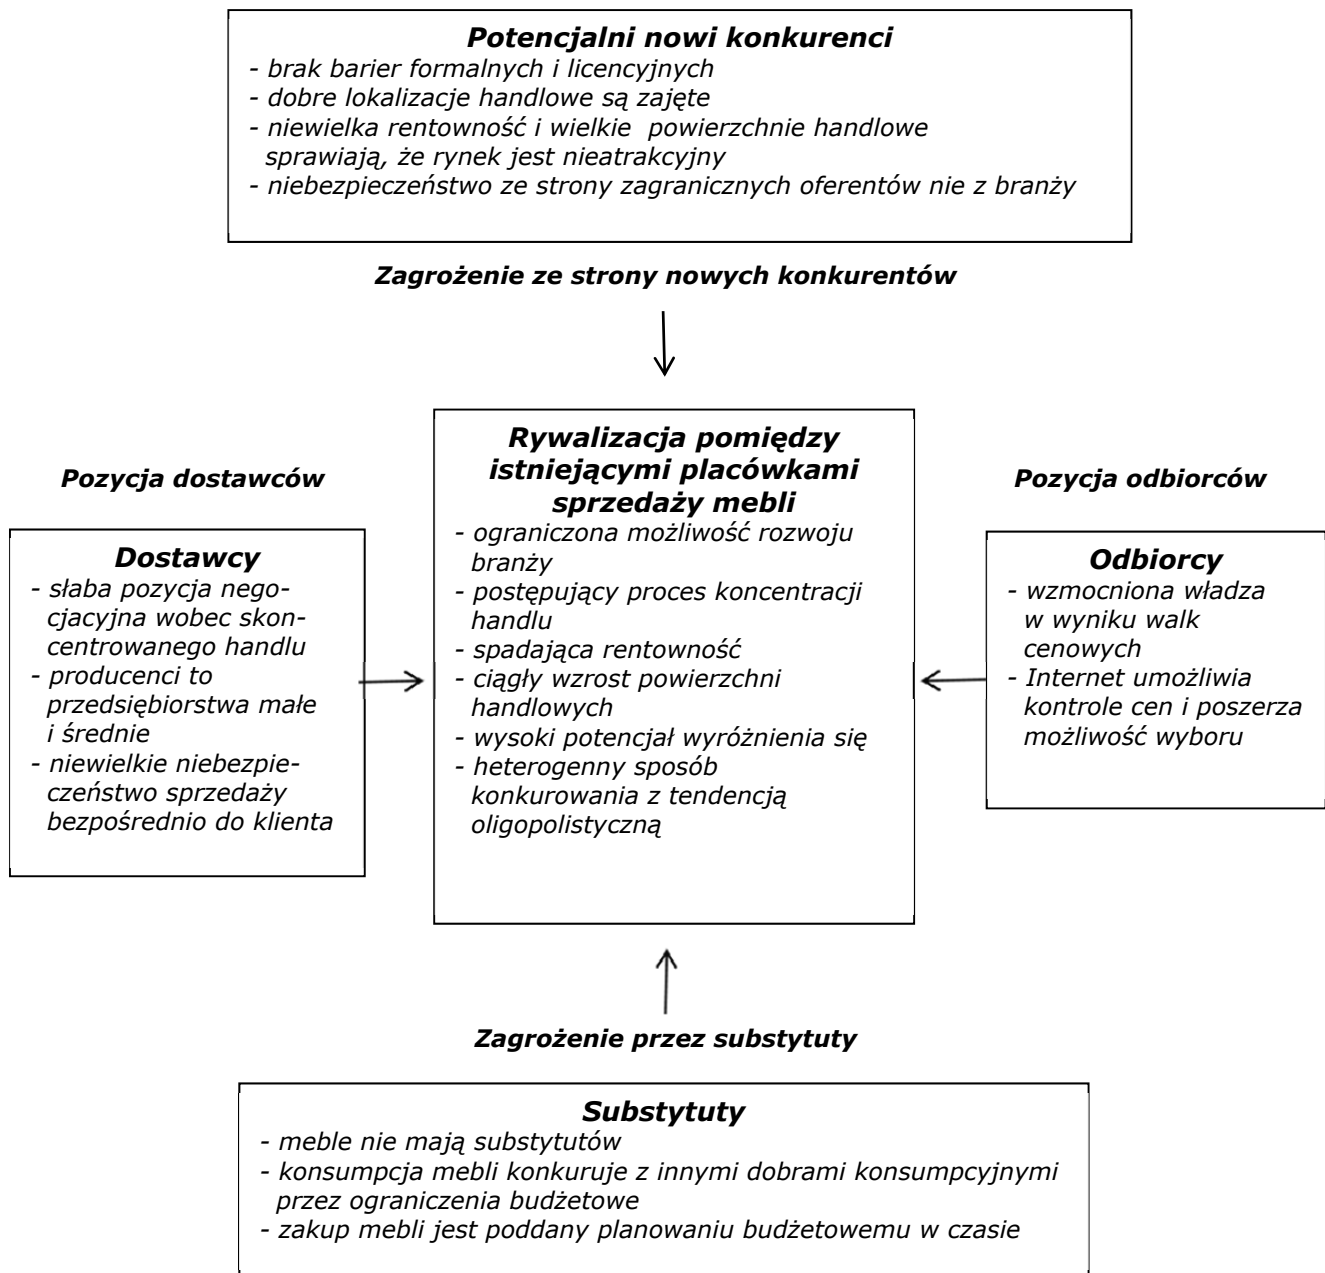 Potencjalni nowi konkurenci
- brak barier formalnych i licencyjnych
- dobre lokalizacje handlowe są zajęte
- niewielka rentowność i wielkie powierzchnie handlowe
sprawiają, że rynek jest nieatrakcyjny
- niebezpieczeństwo ze strony zagranicznych oferentów nie z branży
Zagrożenie ze strony nowych konkurentów
Pozycja dostawców
Dostawcy
- słaba pozycja nego-
cjacyjna wobec skon-
centrowanego handlu
- producenci to
przedsiębiorstwa małe
i średnie
- niewielkie niebezpie-
czeństwo sprzedaży
bezpośrednio do klienta
Rywalizacja pomiędzy
istniejącymi placówkami
sprzedaży mebli
- ograniczona możliwość rozwoju
branży
- postępujący proces koncentracji
handlu
- spadająca rentowność
- ciągły wzrost powierzchni
handlowych
- wysoki potencjał wyróżnienia się
- heterogenny sposób
konkurowania z tendencją
oligopolistyczną
Pozycja odbiorców
Odbiorcy
- wzmocniona władza
w wyniku walk
cenowych
- Internet umożliwia
kontrole cen i poszerza
możliwość wyboru
Zagrożenie przez substytuty
Substytuty
- meble nie mają substytutów
- konsumpcja mebli konkuruje z innymi dobrami konsumpcyjnymi
przez ograniczenia budżetowe
- zakup mebli jest poddany planowaniu budżetowemu w czasie